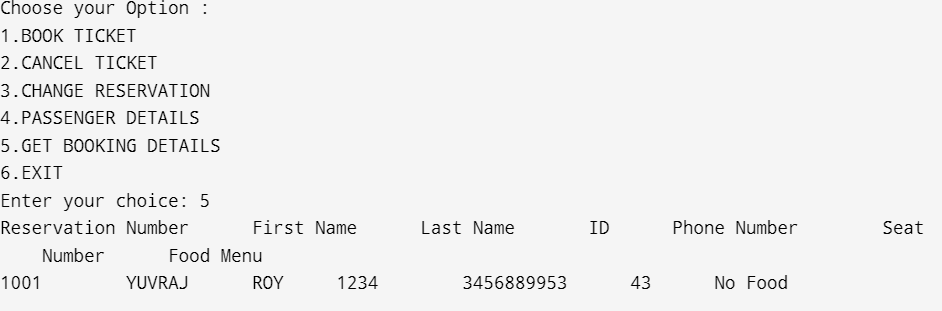 Choose your Option :
1.BOOK TICKET
2.CANCEL TICKET
3.CHANGE RESERVATION
4.PASSENGER DETAILS
5.GET BOOKING DETAILS
6.EXIT
Enter your choice: 5
Reservation Number      First Name      Last Name       ID      Phone Number        Seat
    Number      Food Menu
1001        YUVRAJ      ROY     1234        3456889953      43      No Food